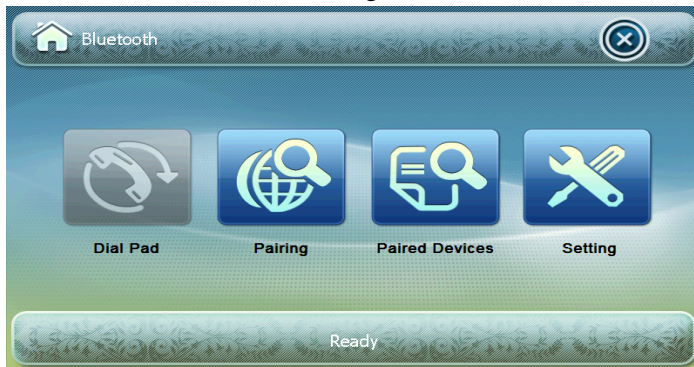 Bluetooth
Dial Pad
Pairing
Paired Devices
Setting
Ready